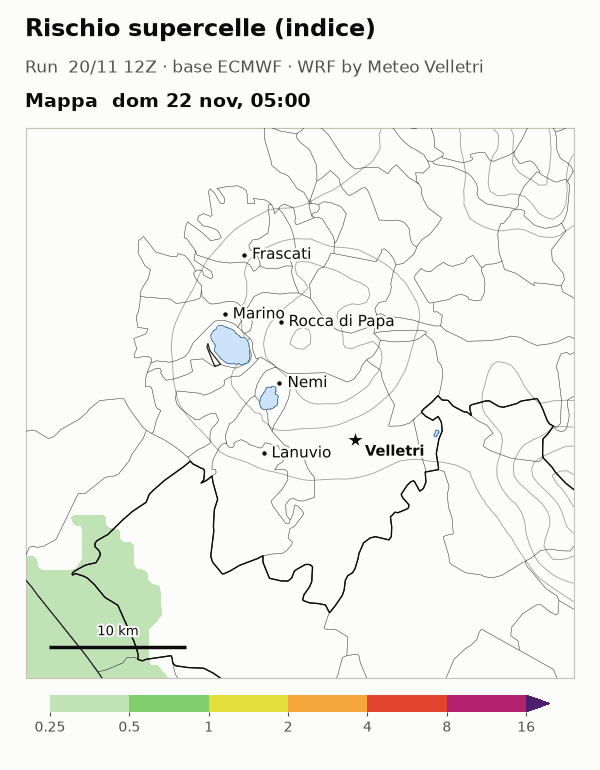 Rischio supercelle (indice)
Run  20/11 12Z · base ECMWF · WRF by Meteo Velletri
Mappa  dom 22 nov, 05:00
Frascati
Marino
Rocca di Papa
Nemi
Velletri
Lanuvio
10 km
0.25 0.5 1 2 4 8 16